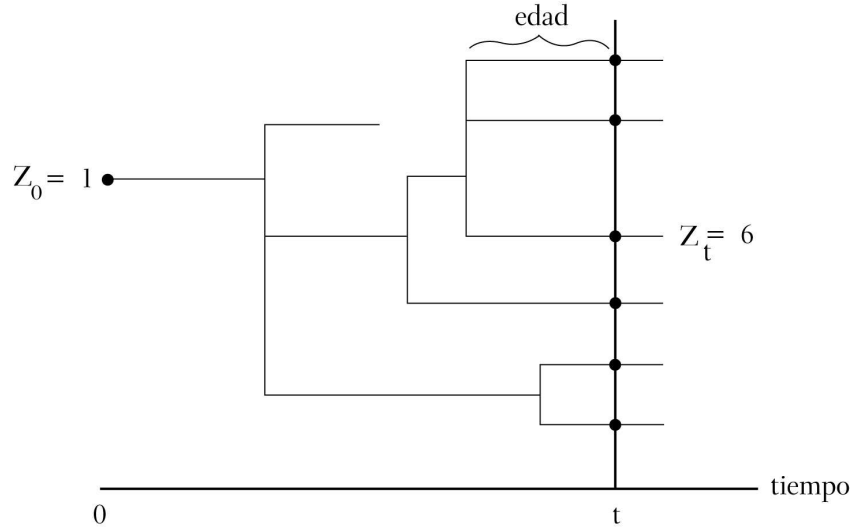 edad
Z₀ = 1
Zₜ = 6
tiempo
0
t